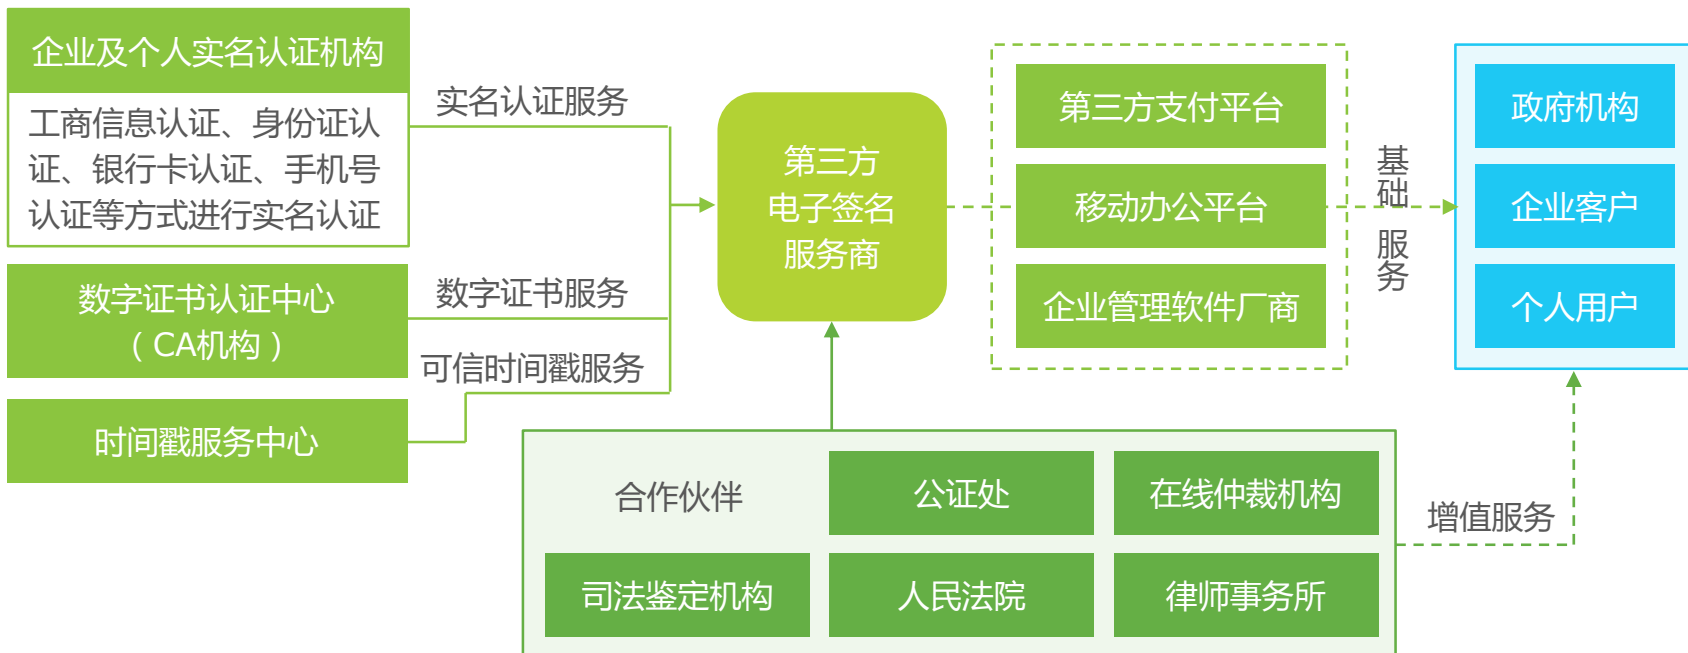 企业及个人实名认证机构
工商信息认证、身份证认
证、银行卡认证、手机号
认证等方式进行实名认证
数字证书认证中心
（CA机构）
时间戳服务中心
实名认证服务
数字证书服务
可信时间戳服务
第三方
电子签名
服务商
第三方支付平台
移动办公平台
企业管理软件厂商
基础服务
政府机构
企业客户
个人用户
合作伙伴
公证处
在线仲裁机构
司法鉴定机构
人民法院
律师事务所
增值服务